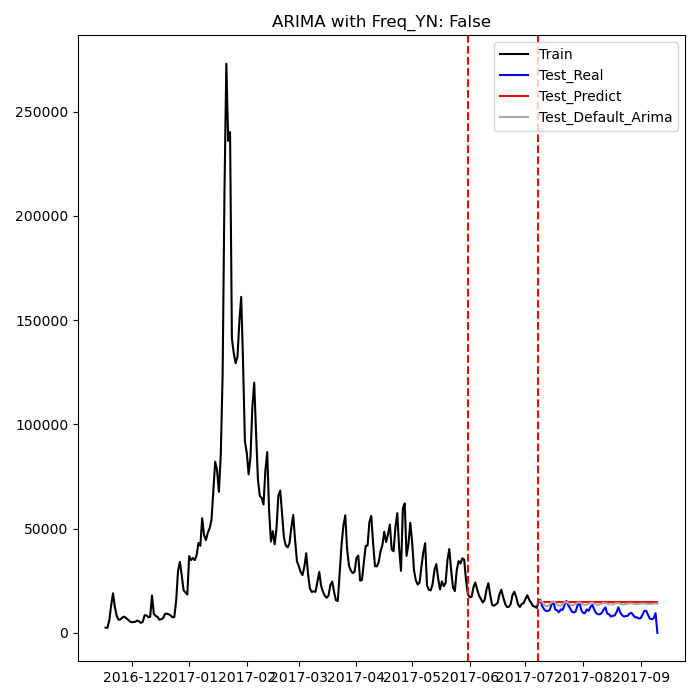 ARIMA with Freq_YN: False
Train
Test_Real
Test_Predict
Test_Default_Arima
250000
200000
150000
100000
50000
0
2016-12 2017-01 2017-02 2017-03 2017-04 2017-05 2017-06 2017-07 2017-08 2017-09